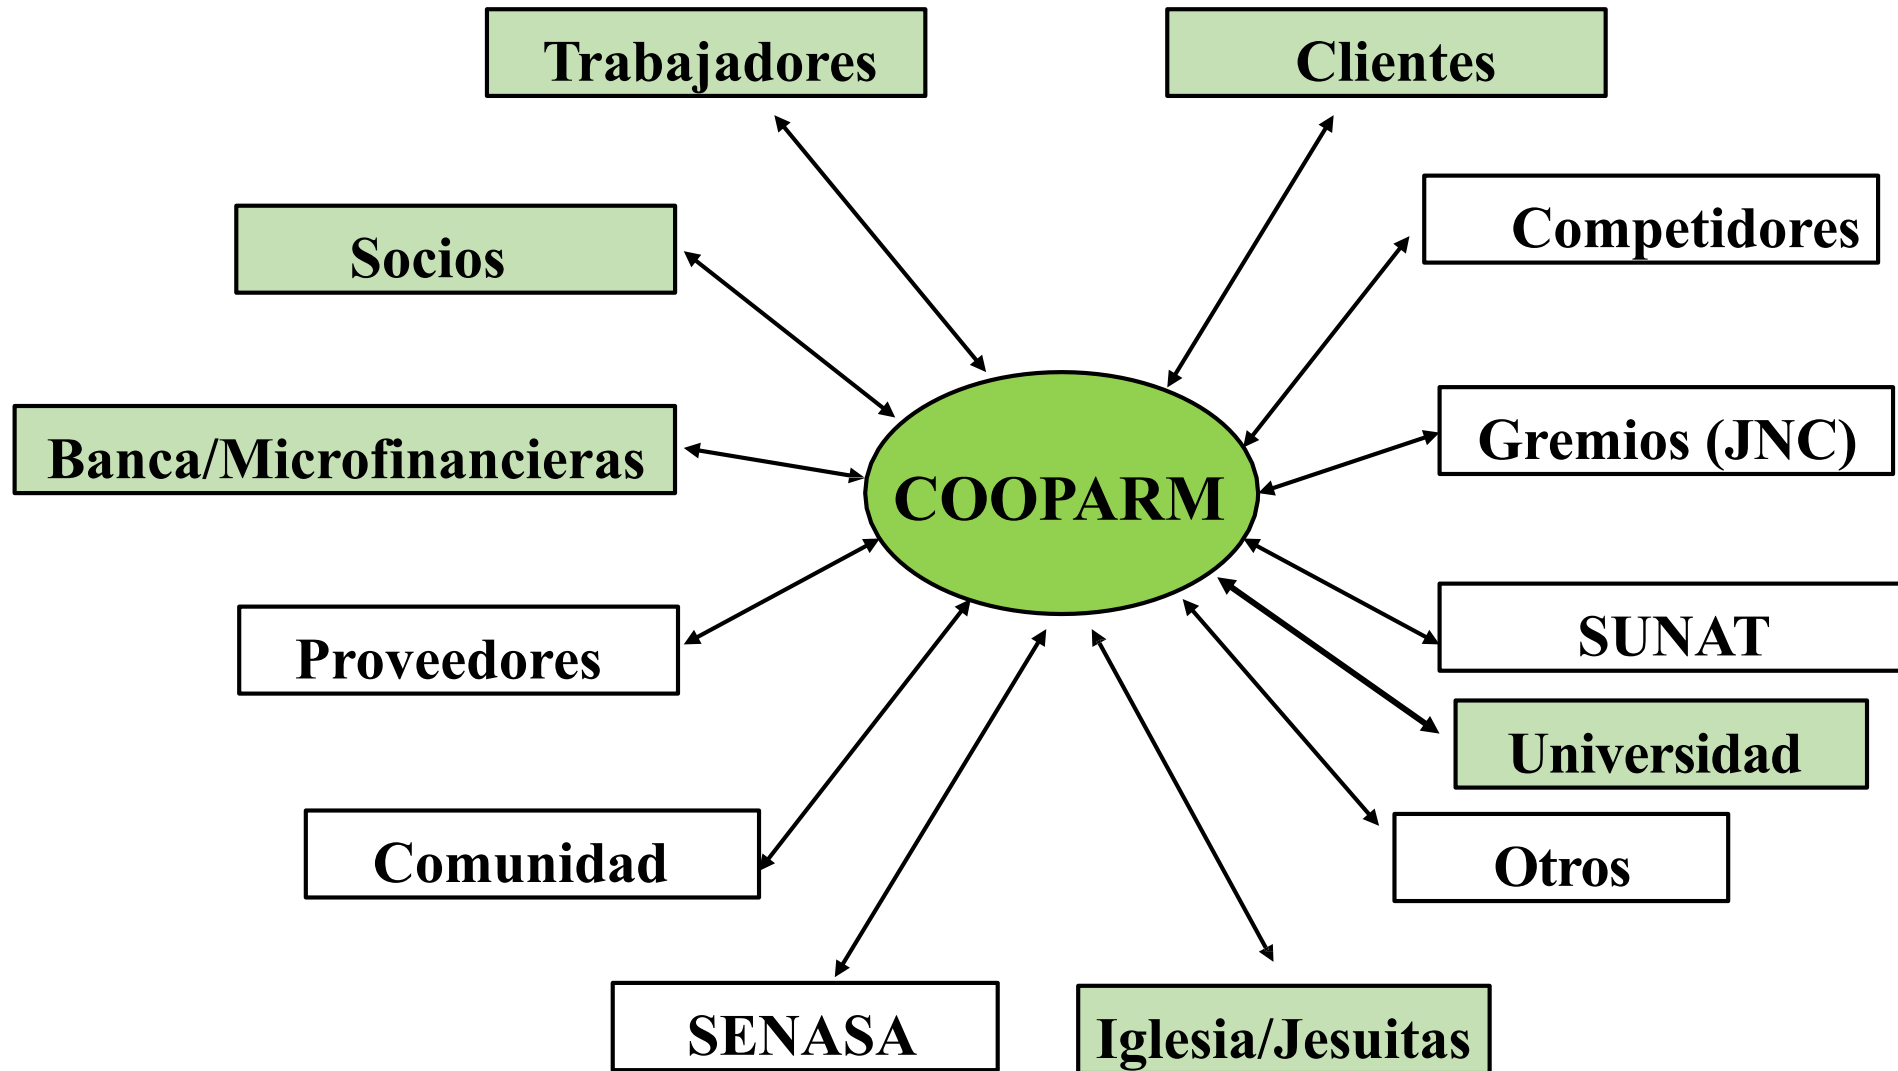 Trabajadores
Clientes
Competidores
Socios
Gremios (JNC)
Banca/Microfinancieras
COOPARM
SUNAT
Proveedores
Universidad
Comunidad
Otros
SENASA
Iglesia/Jesuitas